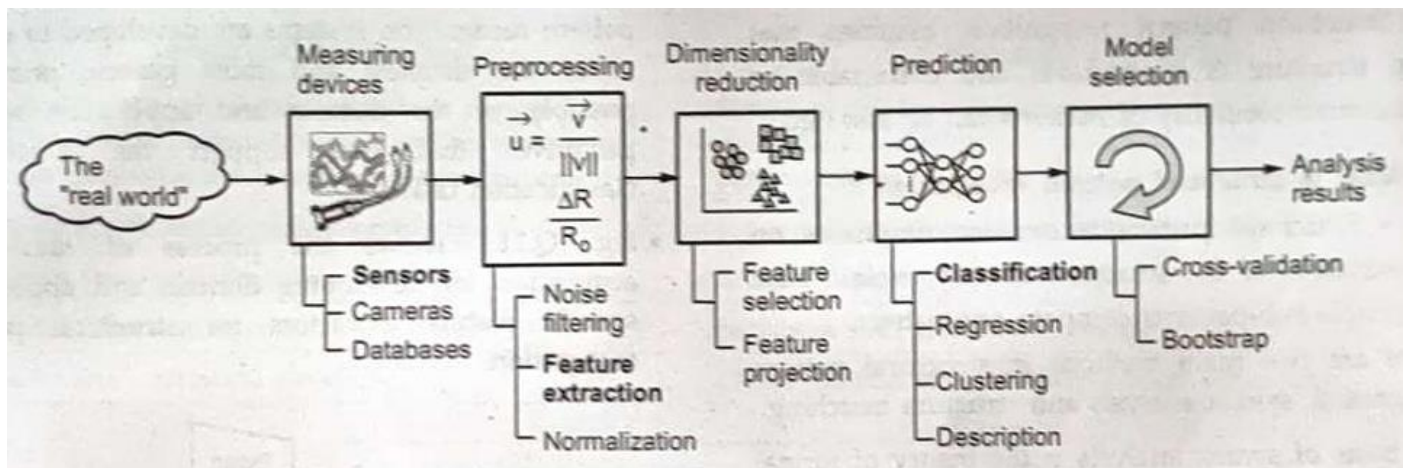 Measuring
devices
Preprocessing
Dimensionality
reduction
Prediction
Model
selection
The
"real world"
u = v
||M||
ΔR
R₀
Analysis
results
Sensors
Cameras
Databases
Noise
filtering
Feature
extraction
Normalization
Feature
selection
Feature
projection
Classification
Regression
Clustering
Description
Cross-validation
Bootstrap